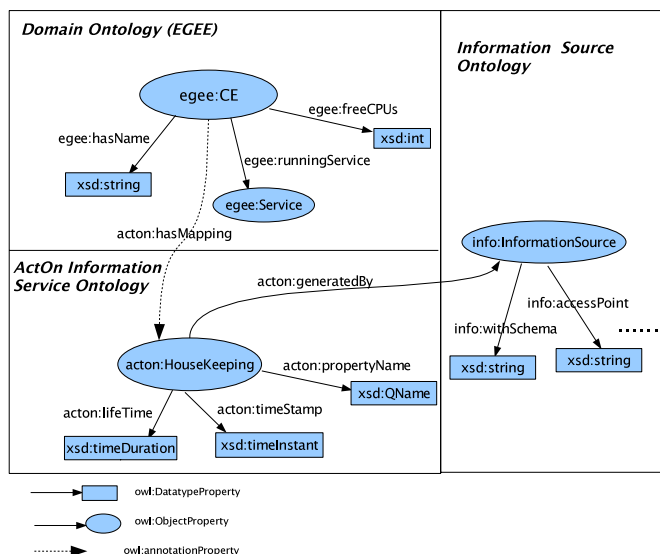 Domain Ontology (EGEE)
egee:CE
egee:freeCPUs
egee:hasName
xsd:int
egee:runningService
xsd:string
egee:Service
acton:hasMapping
ActOn Information
Service Ontology
acton:generatedBy
acton:HouseKeeping
acton:propertyName
xsd:QName
acton:lifeTime
acton:timeStamp
xsd:timeDuration
xsd:timeInstant
Information Source
Ontology
info:InformationSource
info:accessPoint
info:withSchema
xsd:string
xsd:string
owl:DatatypeProperty
owl:ObjectProperty
owl:annotationProperty